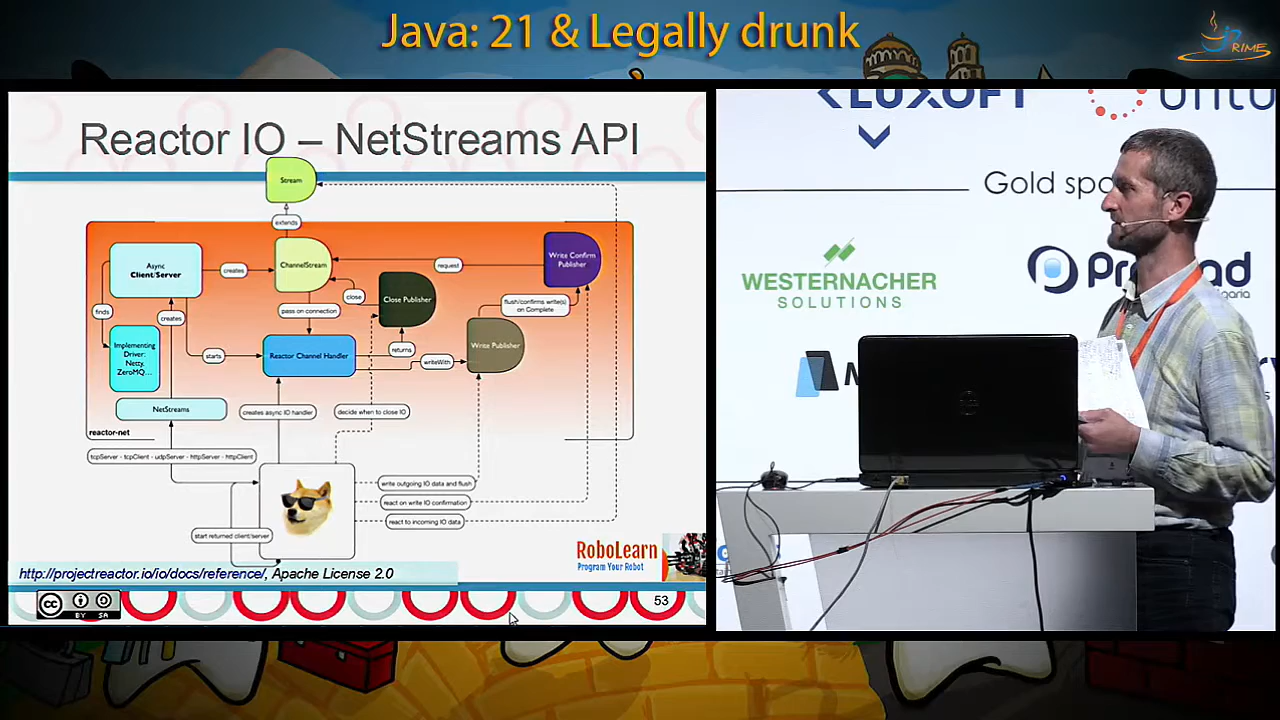 Java: 21 & Legally drunk
PRIME
Reactor IO – NetStreams API
Stream
extends
Async
Client/Server
creates
ChannelStream
request
Write Confirm
Publisher
close
Close Publisher
finds
creates
pass on connection
flush/confirms write(s)
on Complete
Implementing
Driver:
Netty,
ZeroMQ...
starts
Reactor Channel Handler
returns
writeWith
Write Publisher
NetStreams
creates async IO handler
decide when to close IO
reactor-net
tcpServer - tcpClient - udpServer - httpServer - httpClient
write outgoing IO data and flush
react on write IO confirmation
react to incoming IO data
start returned client/server
RoboLearn
Program Your Robot
http://projectreactor.io/io/docs/reference/, Apache License 2.0
cc
BY SA
53
LUXOFT
Gold spo
WESTERNACHER
SOLUTIONS